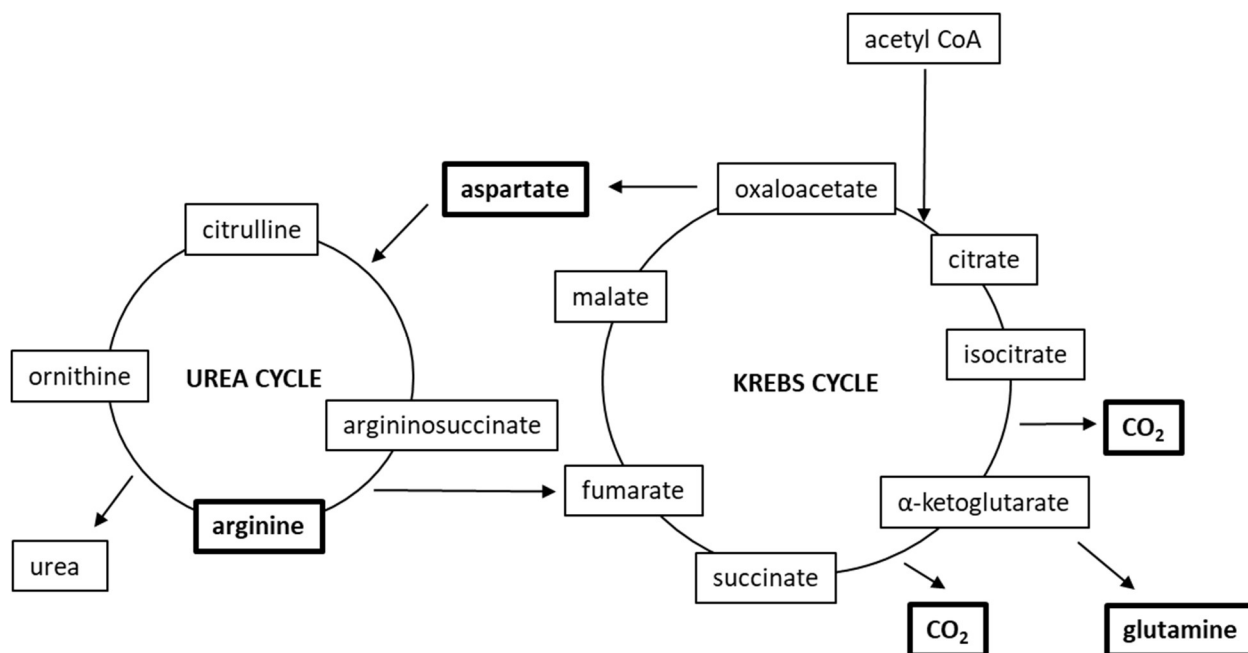 acetyl CoA
aspartate
oxaloacetate
citrulline
citrate
malate
isocitrate
ornithine
UREA CYCLE
KREBS CYCLE
argininosuccinate
CO₂
fumarate
α-ketoglutarate
arginine
urea
succinate
CO₂
glutamine